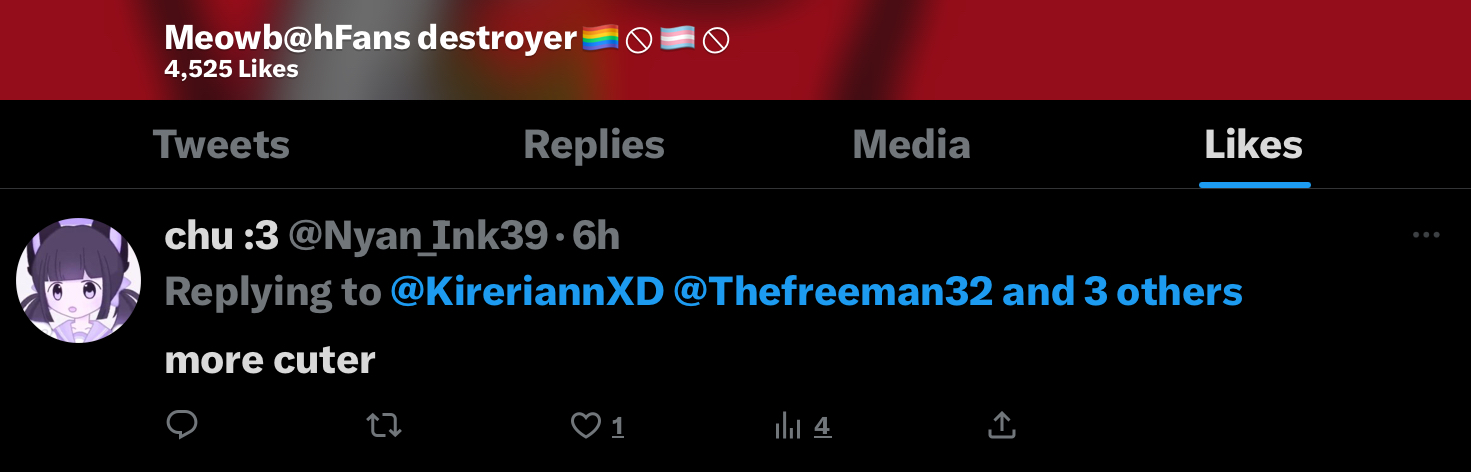 Meowb@hFans destroyer🏳️‍🌈🚫🏳️‍⚧️🚫
4,525 Likes
Tweets Replies Media Likes
chu :3 @Nyan_Ink39 · 6h
Replying to @KireriannXD @Thefreeman32 and 3 others
more cuter
1 4